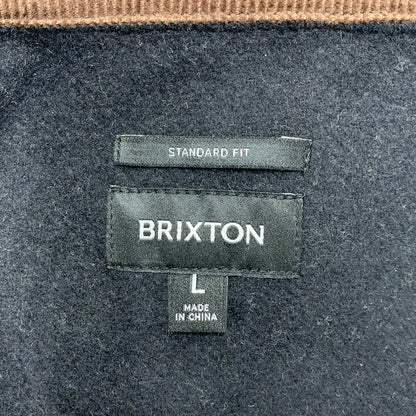 STANDARD FIT
BRIXTON
L
MADE
IN CHINA